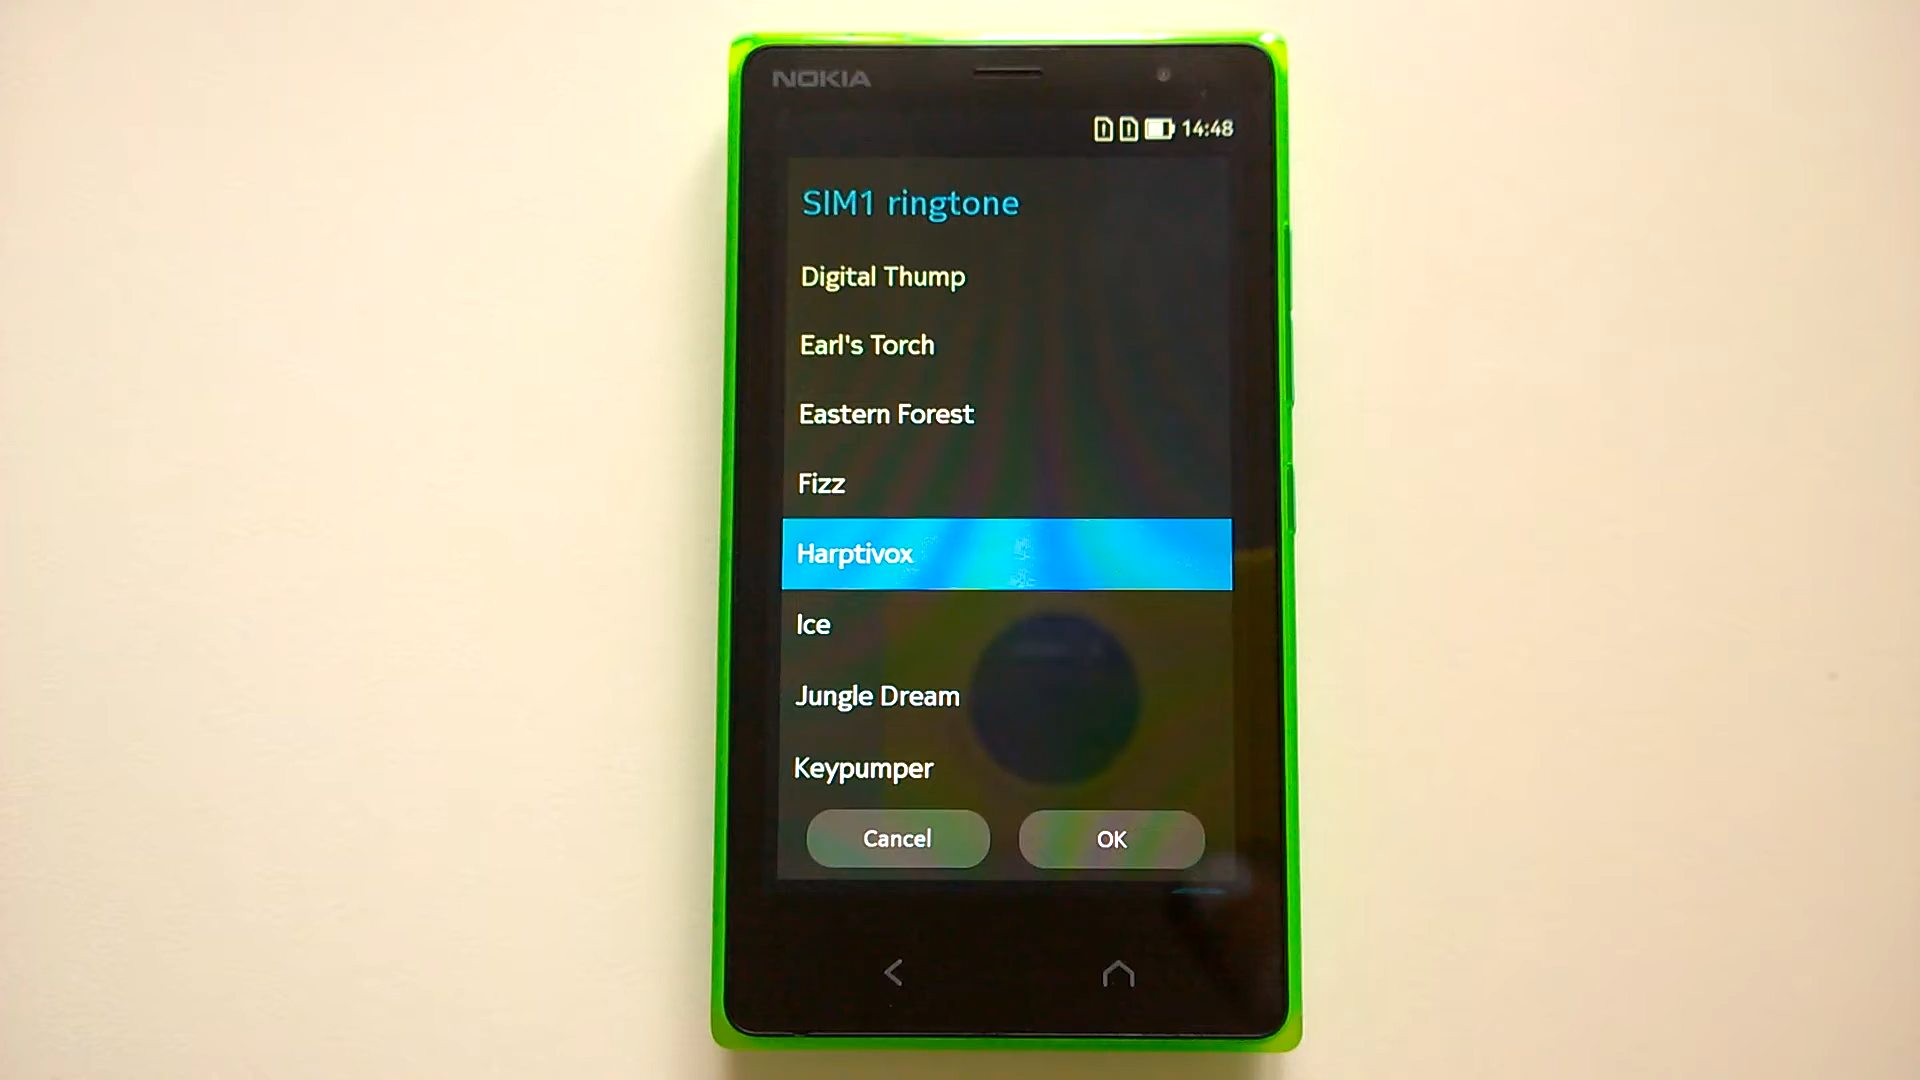 NOKIA
14:48
SIM1 ringtone
Digital Thump
Earl's Torch
Eastern Forest
Fizz
Harptivox
Ice
Jungle Dream
Keypumper
Cancel OK